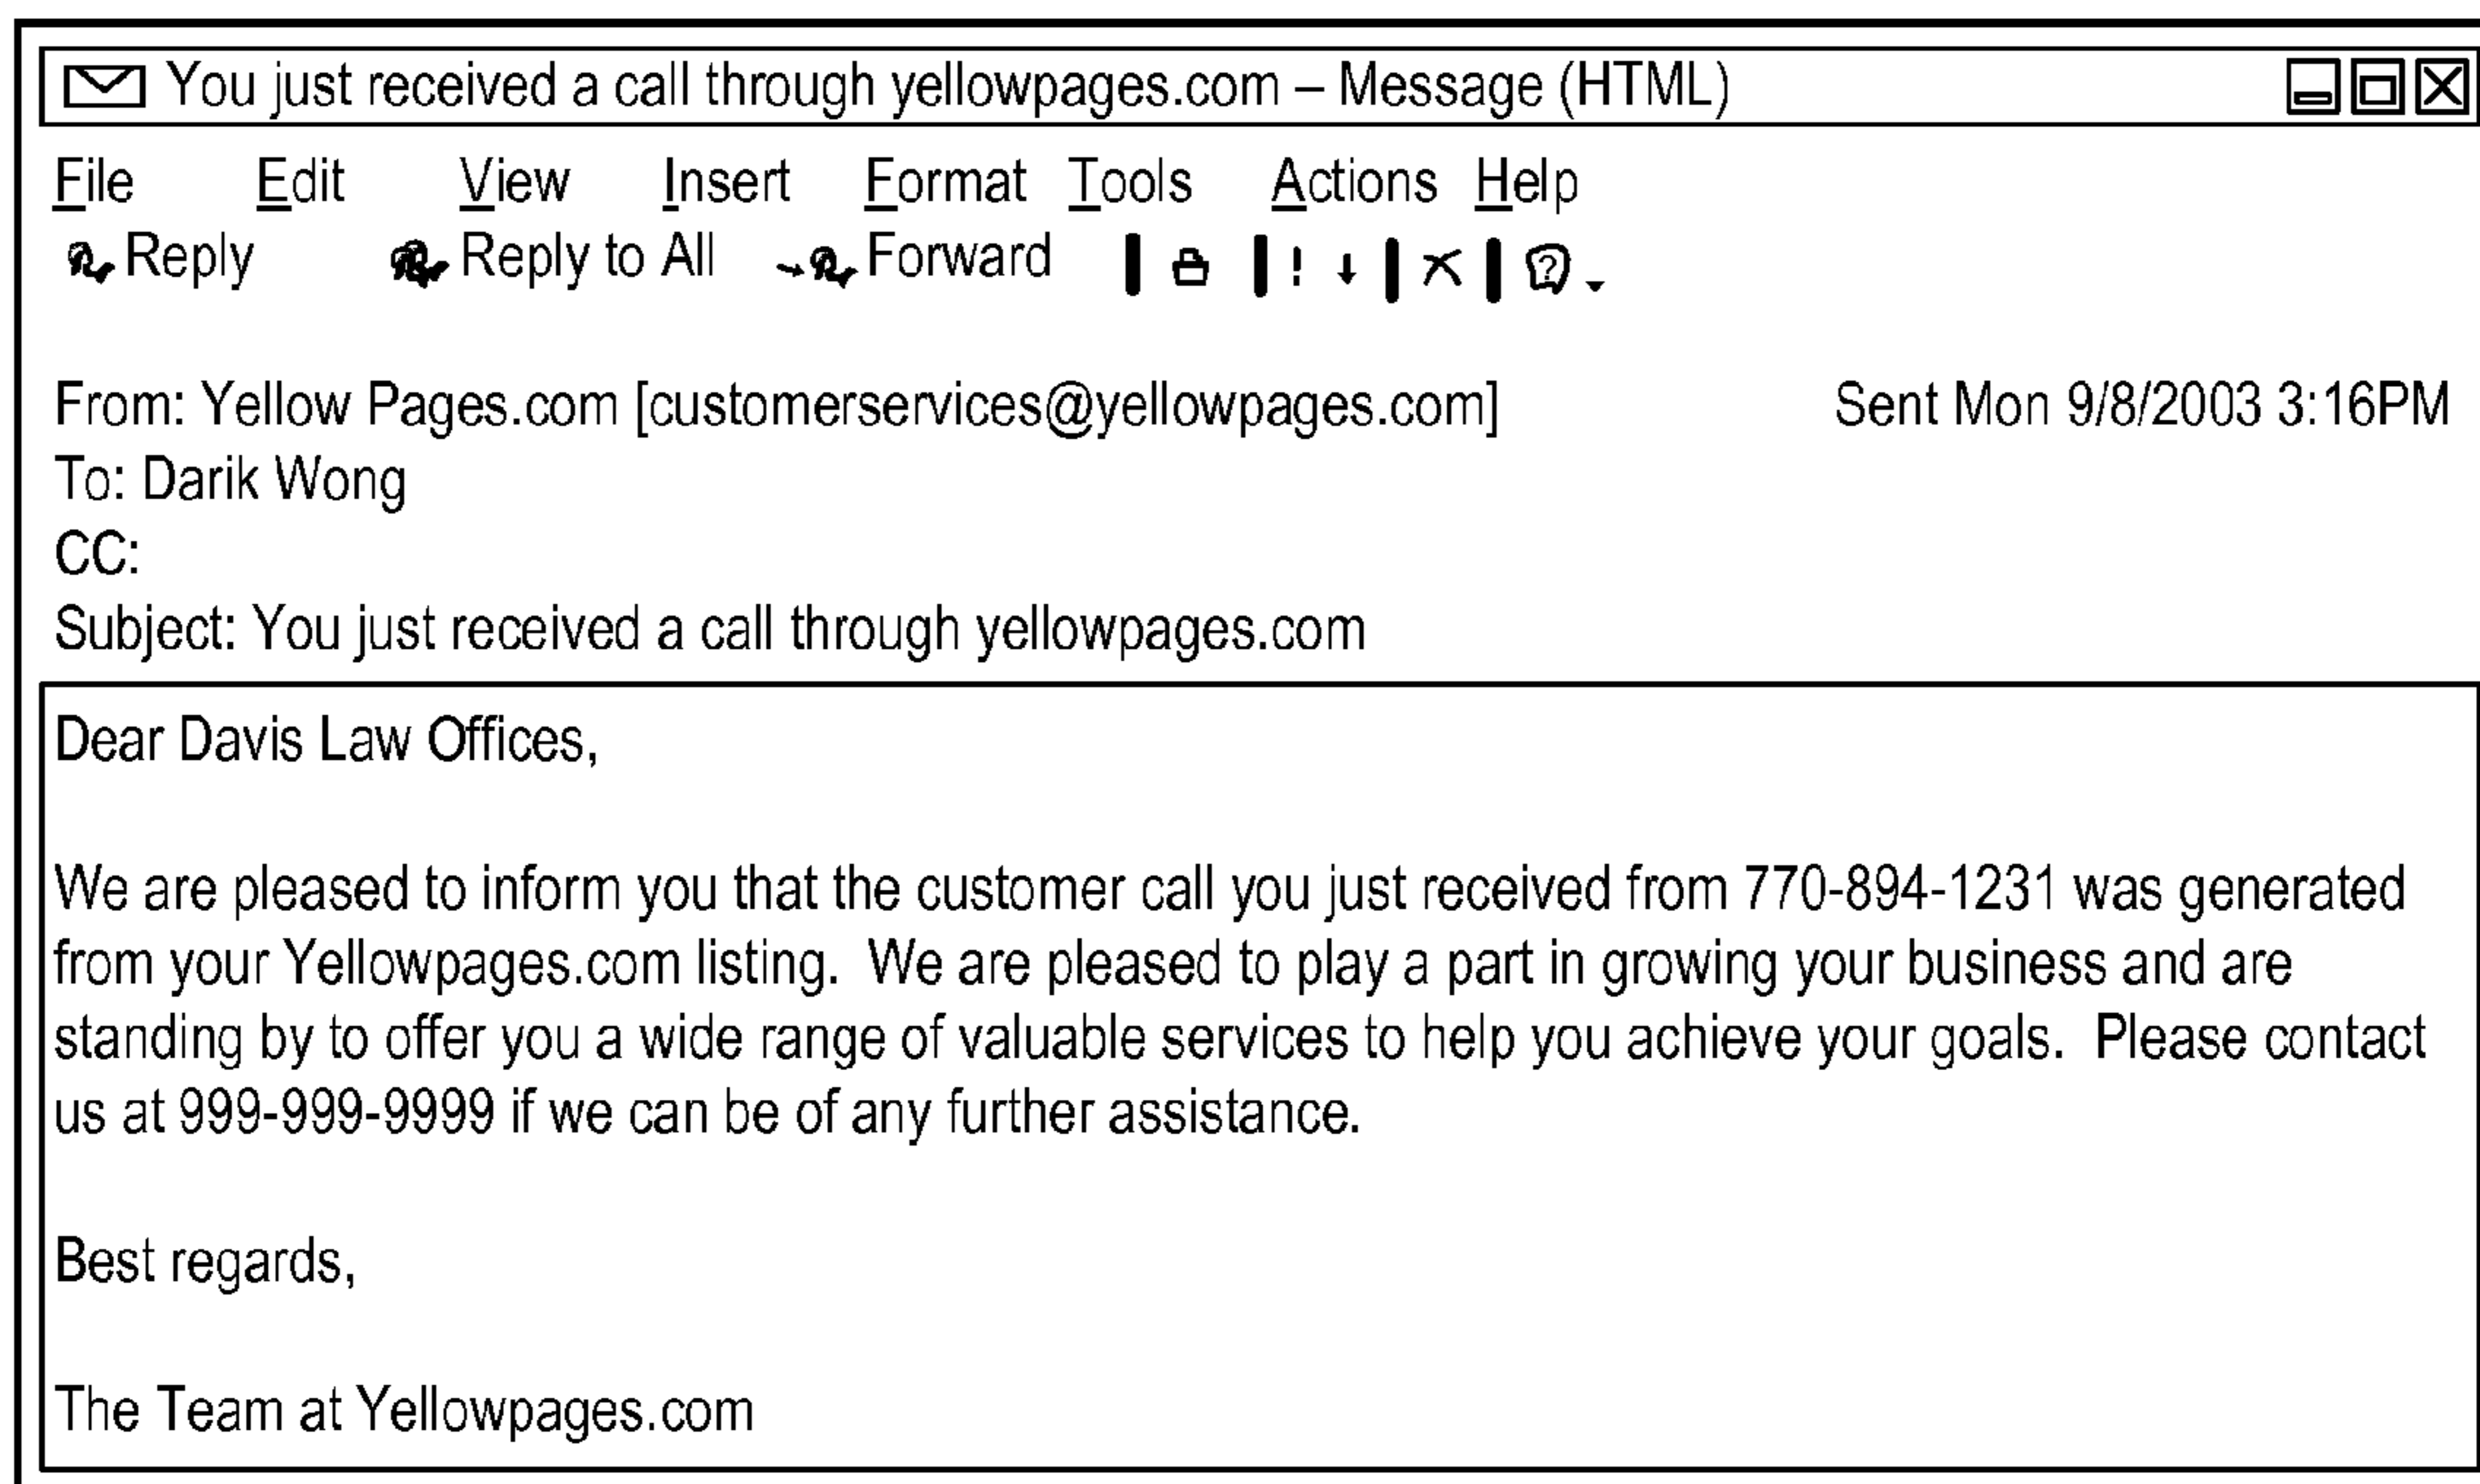 You just received a call through yellowpages.com – Message (HTML)
File Edit View Insert Format Tools Actions Help
Reply Reply to All Forward ! ?
From: Yellow Pages.com [customerservices@yellowpages.com] Sent Mon 9/8/2003 3:16PM
To: Darik Wong
CC:
Subject: You just received a call through yellowpages.com
Dear Davis Law Offices,
We are pleased to inform you that the customer call you just received from 770-894-1231 was generated
from your Yellowpages.com listing. We are pleased to play a part in growing your business and are
standing by to offer you a wide range of valuable services to help you achieve your goals. Please contact
us at 999-999-9999 if we can be of any further assistance.
Best regards,
The Team at Yellowpages.com